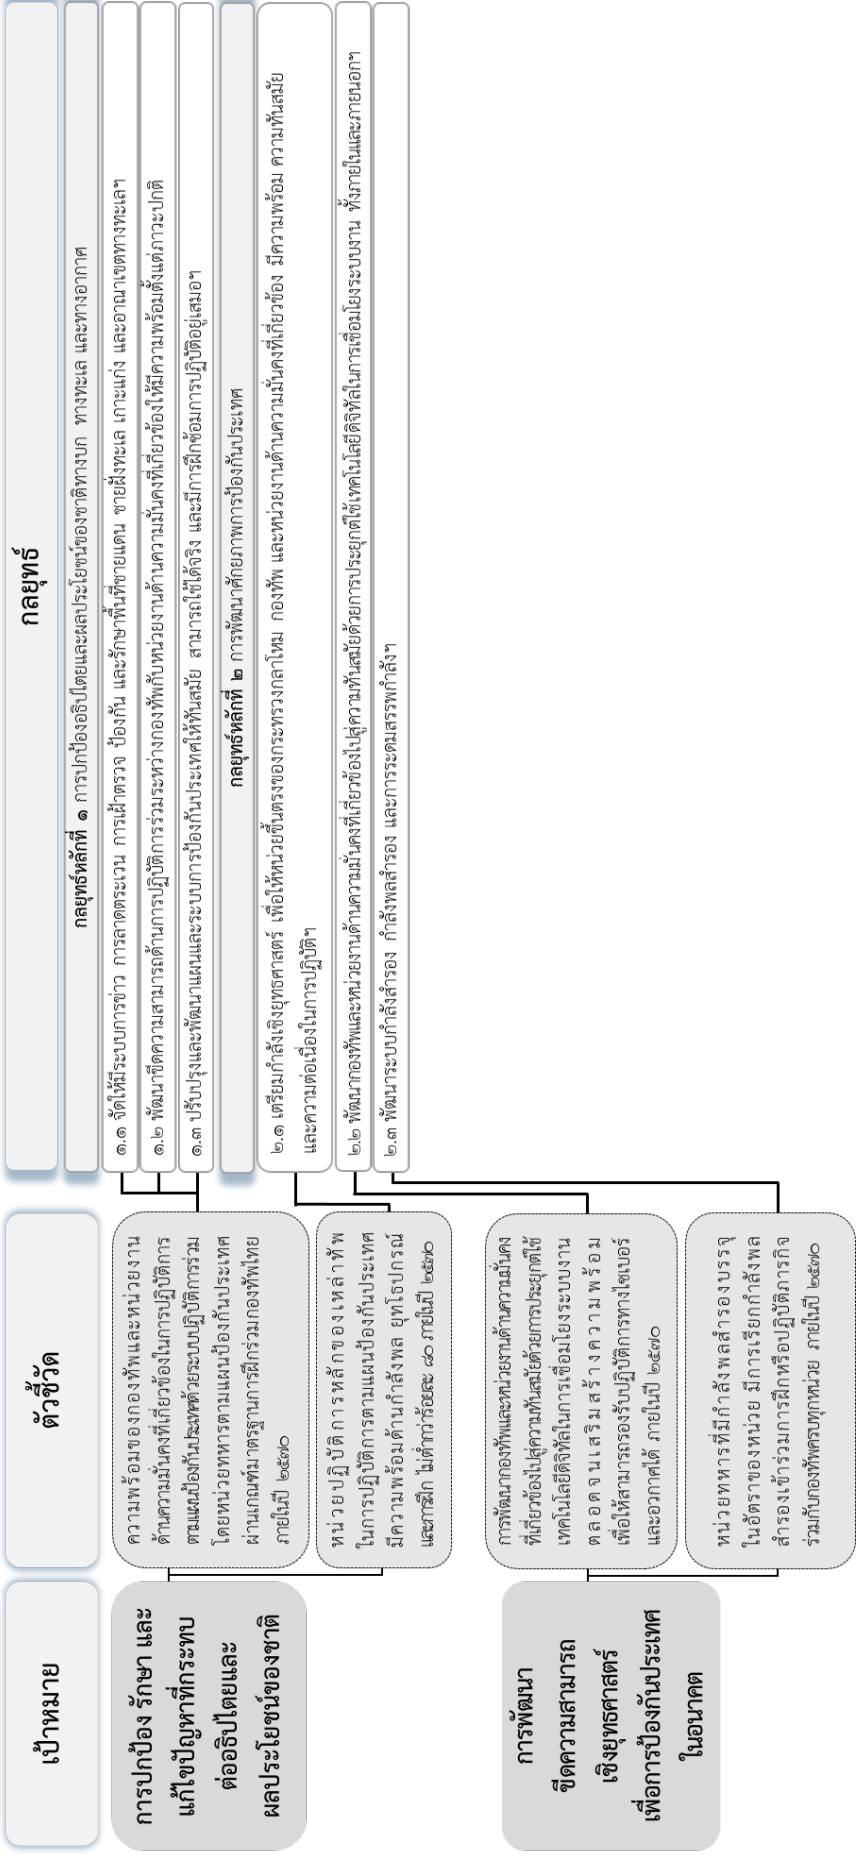 เป้าหมาย
ตัวชี้วัด
กลยุทธ์
การปกป้อง รักษา และ
แก้ไขปัญหาที่กระทบ
ต่ออธิปไตยและ
ผลประโยชน์ของชาติ
ความพร้อมของกองทัพและหน่วยงาน
ด้านความมั่นคงที่เกี่ยวข้องในการปฏิบัติการ
ตามแผนป้องกันประเทศด้วยระบบปฏิบัติการร่วม
โดยหน่วยทหารตามแผนป้องกันประเทศ
ผ่านเกณฑ์มาตรฐานการฝึกร่วมกองทัพไทย
ภายในปี ๒๕๗๐
หน่วยปฏิบัติการหลักของเหล่าทัพ
ในการปฏิบัติการตามแผนป้องกันประเทศ
มีความพร้อมด้านกำลังพล ยุทโธปกรณ์
และการฝึก ไม่ต่ำกว่าร้อยละ ๘๐ ภายในปี ๒๕๗๐
กลยุทธ์หลักที่ ๑ การปกป้องอธิปไตยและผลประโยชน์ของชาติทางบก ทางทะเล และทางอากาศ
๑.๑ จัดให้มีระบบการข่าว การลาดตระเวน การเฝ้าตรวจ ป้องกัน และรักษาพื้นที่ชายแดน ชายฝั่งทะเล เกาะแก่ง และอาณาเขตทางทะเลฯ
๑.๒ พัฒนาขีดความสามารถด้านการปฏิบัติการร่วมระหว่างกองทัพกับหน่วยงานด้านความมั่นคงที่เกี่ยวข้องให้มีความพร้อมตั้งแต่ภาวะปกติ
๑.๓ ปรับปรุงและพัฒนาแผนและระบบการป้องกันประเทศให้ทันสมัย สามารถใช้ได้จริง และมีการฝึกซ้อมการปฏิบัติอยู่เสมอฯ
กลยุทธ์หลักที่ ๒ การพัฒนาศักยภาพการป้องกันประเทศ
๒.๑ เตรียมกำลังเชิงยุทธศาสตร์ เพื่อให้หน่วยขึ้นตรงของกระทรวงกลาโหม กองทัพ และหน่วยงานด้านความมั่นคงที่เกี่ยวข้อง มีความพร้อม ความทันสมัย
และความต่อเนื่องในการปฏิบัติฯ
๒.๒ พัฒนากองทัพและหน่วยงานด้านความมั่นคงที่เกี่ยวข้องไปสู่ความทันสมัยด้วยการประยุกต์ใช้เทคโนโลยีดิจิทัลในการเชื่อมโยงระบบงาน ทั้งภายในและภายนอกฯ
๒.๓ พัฒนาระบบกำลังสำรอง กำลังพลสำรอง และการระดมสรรพกำลังฯ
การพัฒนา
ขีดความสามารถ
เชิงยุทธศาสตร์
เพื่อการป้องกันประเทศ
ในอนาคต
การพัฒนากองทัพและหน่วยงานด้านความมั่นคง
ที่เกี่ยวข้องไปสู่ความทันสมัยด้วยการประยุกต์ใช้
เทคโนโลยีดิจิทัลในการเชื่อมโยงระบบงาน
ตลอดจนเสริมสร้างความพร้อม
เพื่อให้สามารถรองรับปฏิบัติการทางไซเบอร์
และอวกาศได้ ภายในปี ๒๕๗๐
หน่วยทหารที่มีกำลังพลสำรองบรรจุ
ในอัตราของหน่วย มีการเรียกกำลังพล
สำรองเข้าร่วมการฝึกหรือปฏิบัติภารกิจ
ร่วมกับกองทัพครบทุกหน่วย ภายในปี ๒๕๗๐